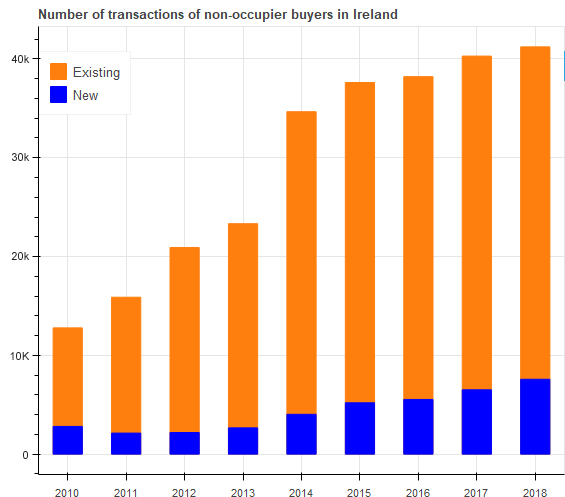 Number of transactions of non-occupier buyers in Ireland
40k
Existing
New
30k
20k
10K
0
2010 2011 2012 2013 2014 2015 2016 2017 2018